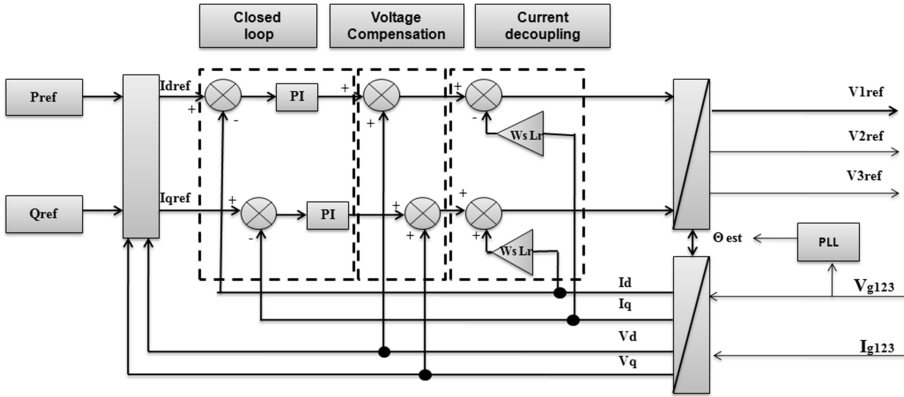 Closed loop
Voltage Compensation
Current decoupling
Pref
Idref
+
-
PI
+
+
+
-
Ws Lr
V1ref
V2ref
V3ref
Qref
Iqref
+
-
PI
+
+
+
+
Ws Lr
Θ est
PLL
Id
Iq
Vd
Vq
Vg123
Ig123